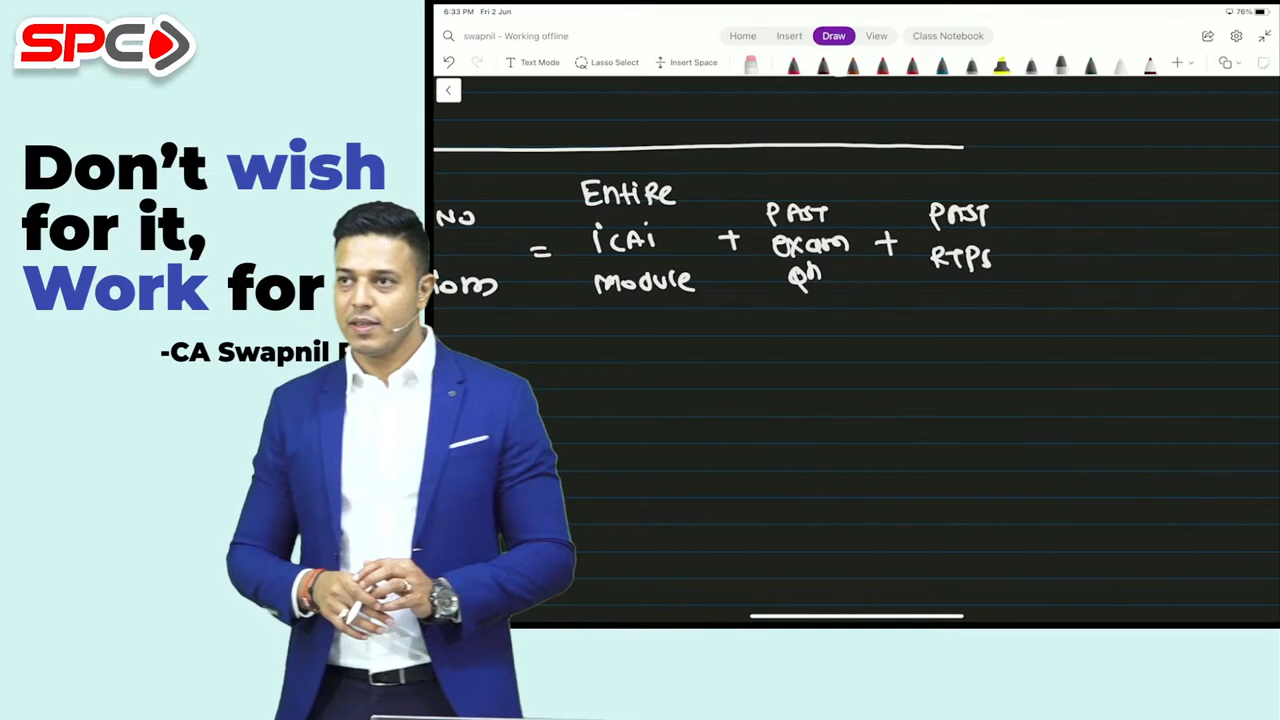 SPC
Don't wish
for it,
Work for
-CA Swapnil
6:33 PM Fri 2 Jun
76%
swapnil - Working offline
Home Insert Draw View Class Notebook
Text Mode Lasso Select Insert Space
NO
= Entire
ICAI
module
+ PAST
exam
Qn
+ PAST
RTPs